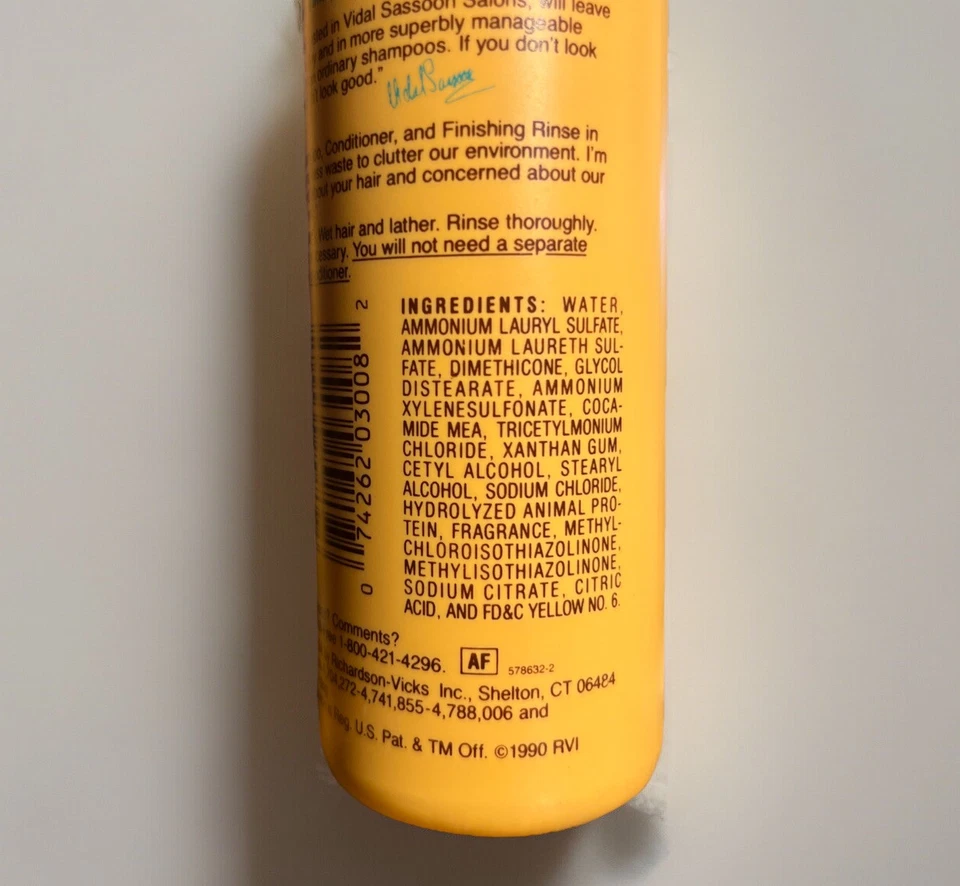 in Vidal Sassoon Salons, will leave
and in more superbly manageable
ordinary shampoos. If you don't look
look good."
Vidal Sassoon
Conditioner, and Finishing Rinse in
waste to clutter our environment. I'm
your hair and concerned about our
Wet hair and lather. Rinse thoroughly.
You will not need a separate
INGREDIENTS: WATER,
AMMONIUM LAURYL SULFATE,
AMMONIUM LAURETH SUL-
FATE, DIMETHICONE, GLYCOL
DISTEARATE, AMMONIUM
XYLENESULFONATE, COCA-
MIDE MEA, TRICETYLMONIUM
CHLORIDE, XANTHAN GUM,
CETYL ALCOHOL, STEARYL
ALCOHOL, SODIUM CHLORIDE,
HYDROLYZED ANIMAL PRO-
TEIN, FRAGRANCE, METHYL-
CHLOROISOTHIAZOLINONE,
METHYLISOTHIAZOLINONE,
SODIUM CITRATE, CITRIC
ACID, AND FD&C YELLOW NO. 6.
0 74262 03008 2
Comments?
1-800-421-4296. AF 578632-2
Richardson-Vicks Inc., Shelton, CT 06484
272-4,741,855-4,788,006 and
Reg. U.S. Pat. & TM Off. ©1990 RVI